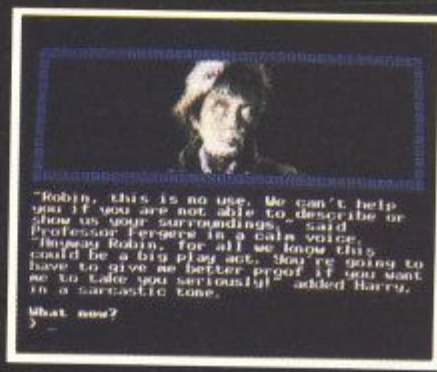 "Robin, this is no use. We can't help
you if you are not able to describe or
show us your surroundings," said
Professor Fergere in a calm voice.
"Anyway Robin, for all we know this
could be a big play act. You're going to
have to give me better proof if you want
me to take you seriously!" added Harry,
in a sarcastic tone.
What now?
> _